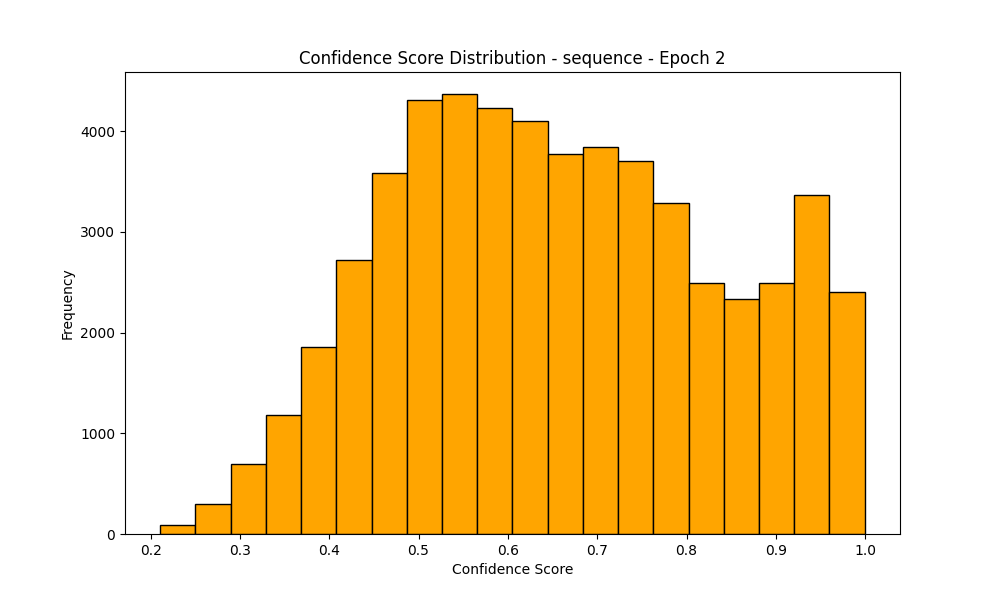 Confidence Score Distribution - sequence - Epoch 2
Frequency
4000
3000
2000
1000
0
0.2 0.3 0.4 0.5 0.6 0.7 0.8 0.9 1.0
Confidence Score